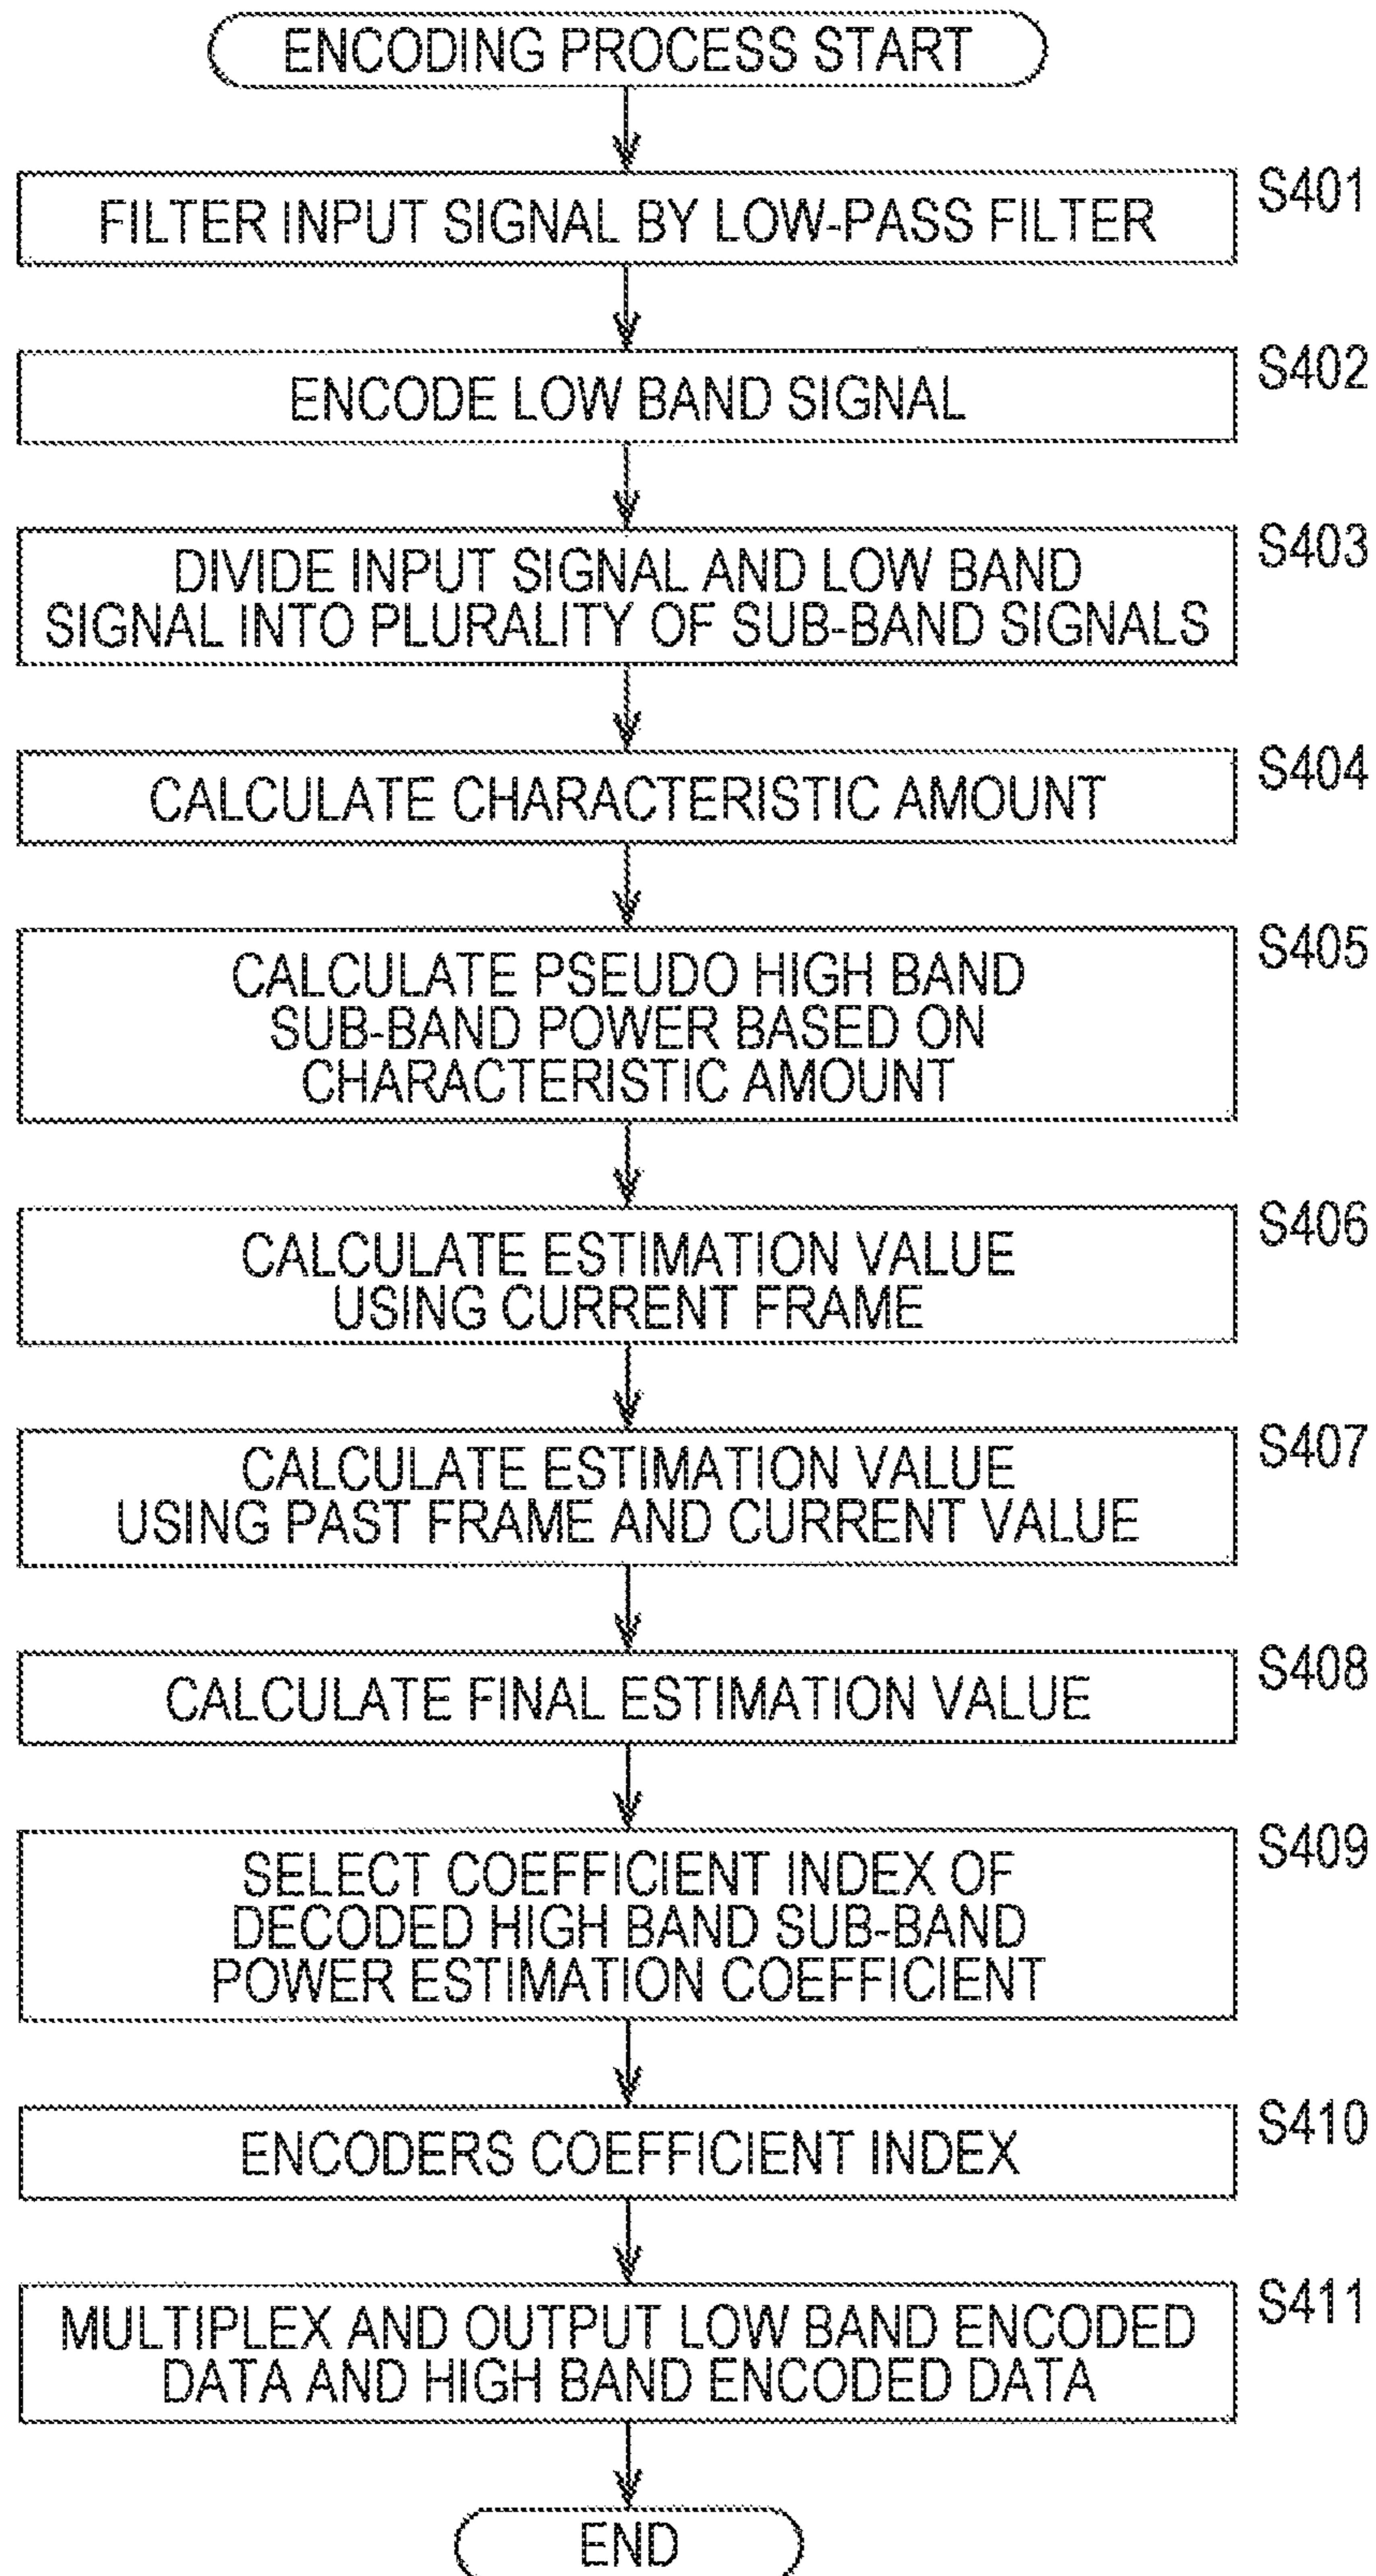 ENCODING PROCESS START
S401
FILTER INPUT SIGNAL BY LOW-PASS FILTER
S402
ENCODE LOW BAND SIGNAL
S403
DIVIDE INPUT SIGNAL AND LOW BAND
SIGNAL INTO PLURALITY OF SUB-BAND SIGNALS
S404
CALCULATE CHARACTERISTIC AMOUNT
S405
CALCULATE PSEUDO HIGH BAND
SUB-BAND POWER BASED ON
CHARACTERISTIC AMOUNT
S406
CALCULATE ESTIMATION VALUE
USING CURRENT FRAME
S407
CALCULATE ESTIMATION VALUE
USING PAST FRAME AND CURRENT VALUE
S408
CALCULATE FINAL ESTIMATION VALUE
S409
SELECT COEFFICIENT INDEX OF
DECODED HIGH BAND SUB-BAND
POWER ESTIMATION COEFFICIENT
S410
ENCODERS COEFFICIENT INDEX
S411
MULTIPLEX AND OUTPUT LOW BAND ENCODED
DATA AND HIGH BAND ENCODED DATA
END